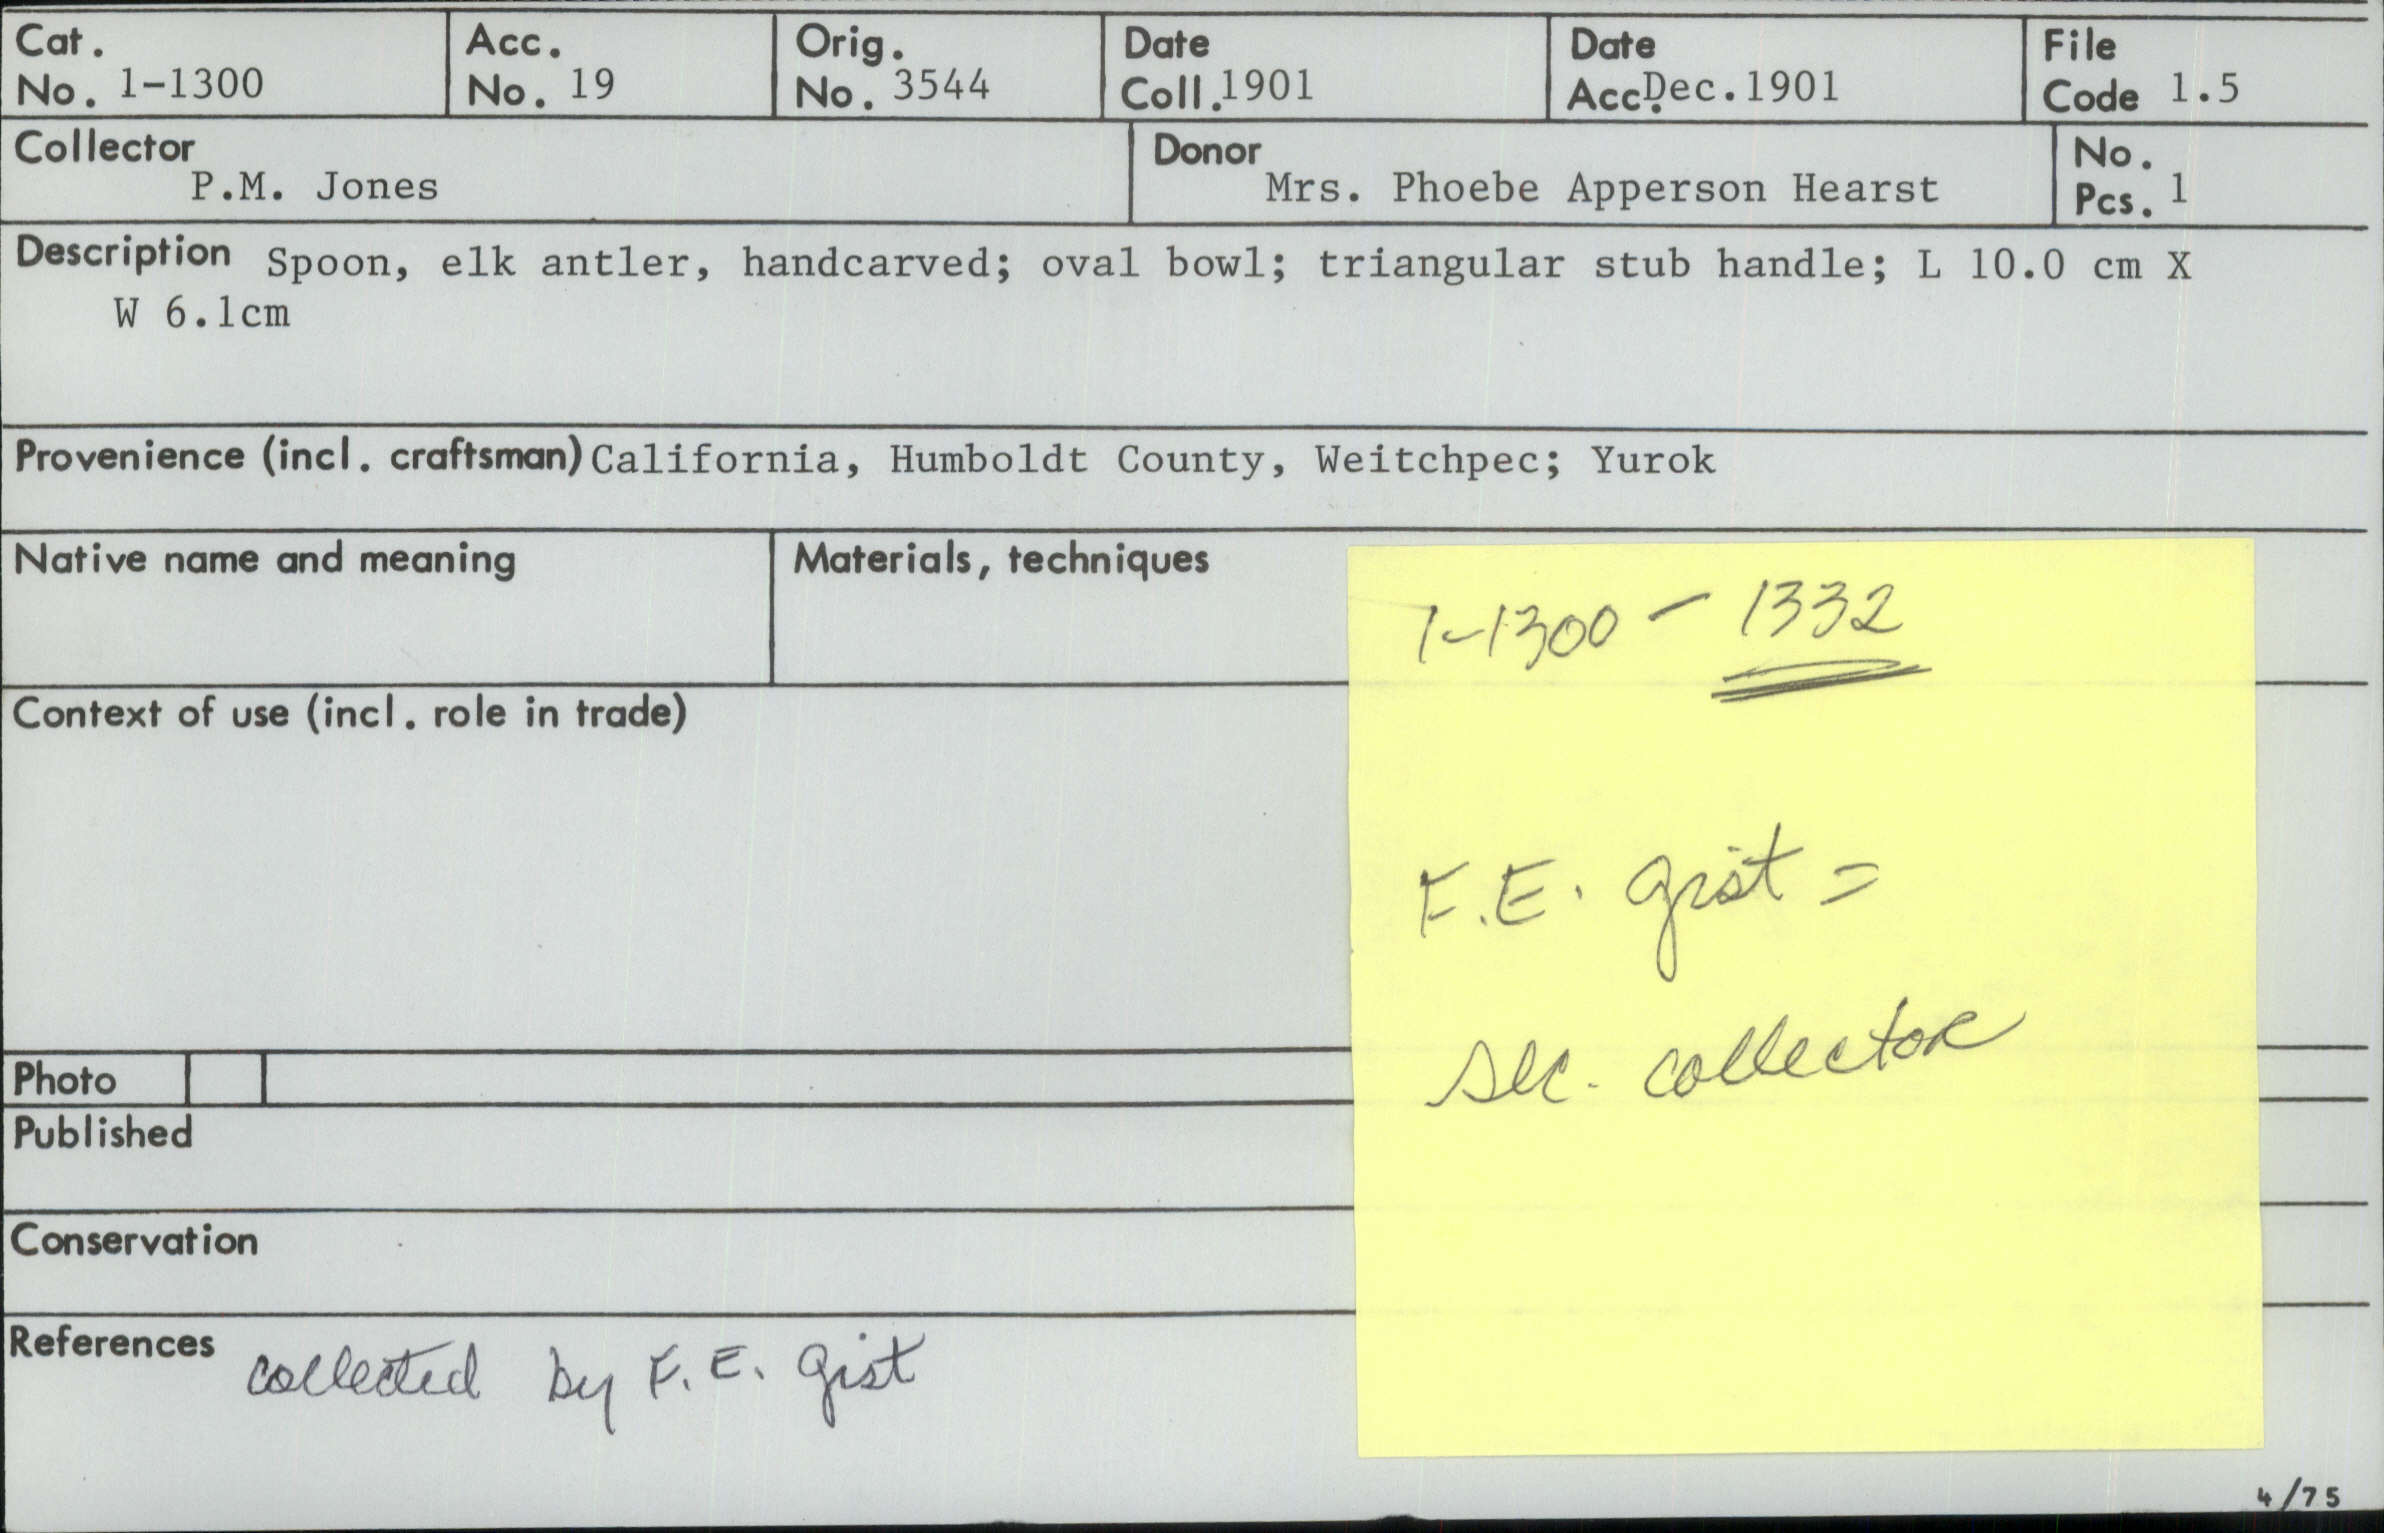 Cat. No. 1-1300
Acc. No. 19
Orig. No. 3544
Date Coll. 1901
Date Acc. Dec.1901
File Code 1.5
Collector P.M. Jones
Donor Mrs. Phoebe Apperson Hearst
No. Pcs. 1
Description Spoon, elk antler, handcarved; oval bowl; triangular stub handle; L 10.0 cm X
W 6.1cm
Provenience (incl. craftsman) California, Humboldt County, Weitchpec; Yurok
Native name and meaning
Materials, techniques
1-1300 - 1332
Context of use (incl. role in trade)
F.E. Gist =
sec. collector
Photo
Published
Conservation
References collected by F.E. Gist
4/75